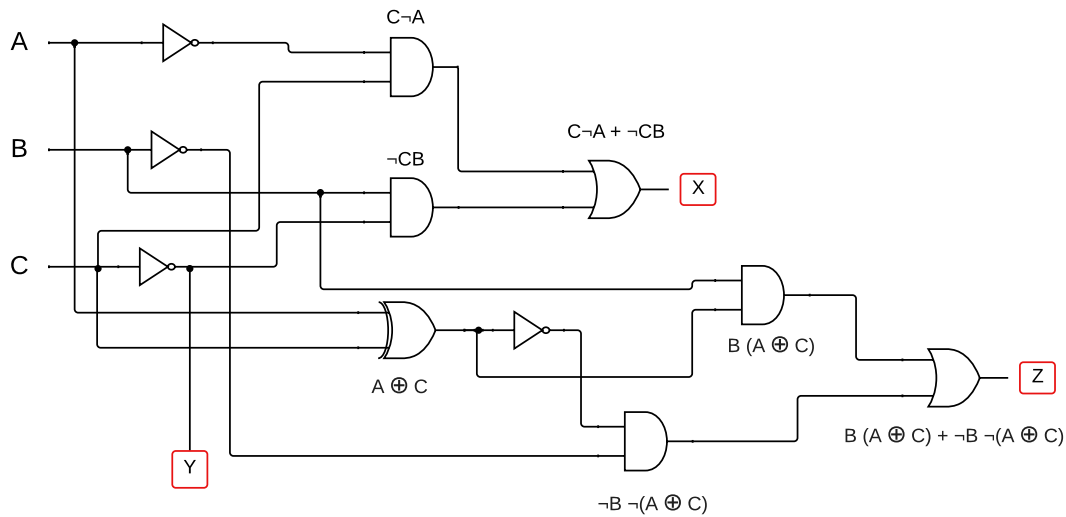 C¬A
A
B
C¬A + ¬CB
¬CB
X
C
B (A ⊕ C)
A ⊕ C
Z
B (A ⊕ C) + ¬B ¬(A ⊕ C)
Y
¬B ¬(A ⊕ C)